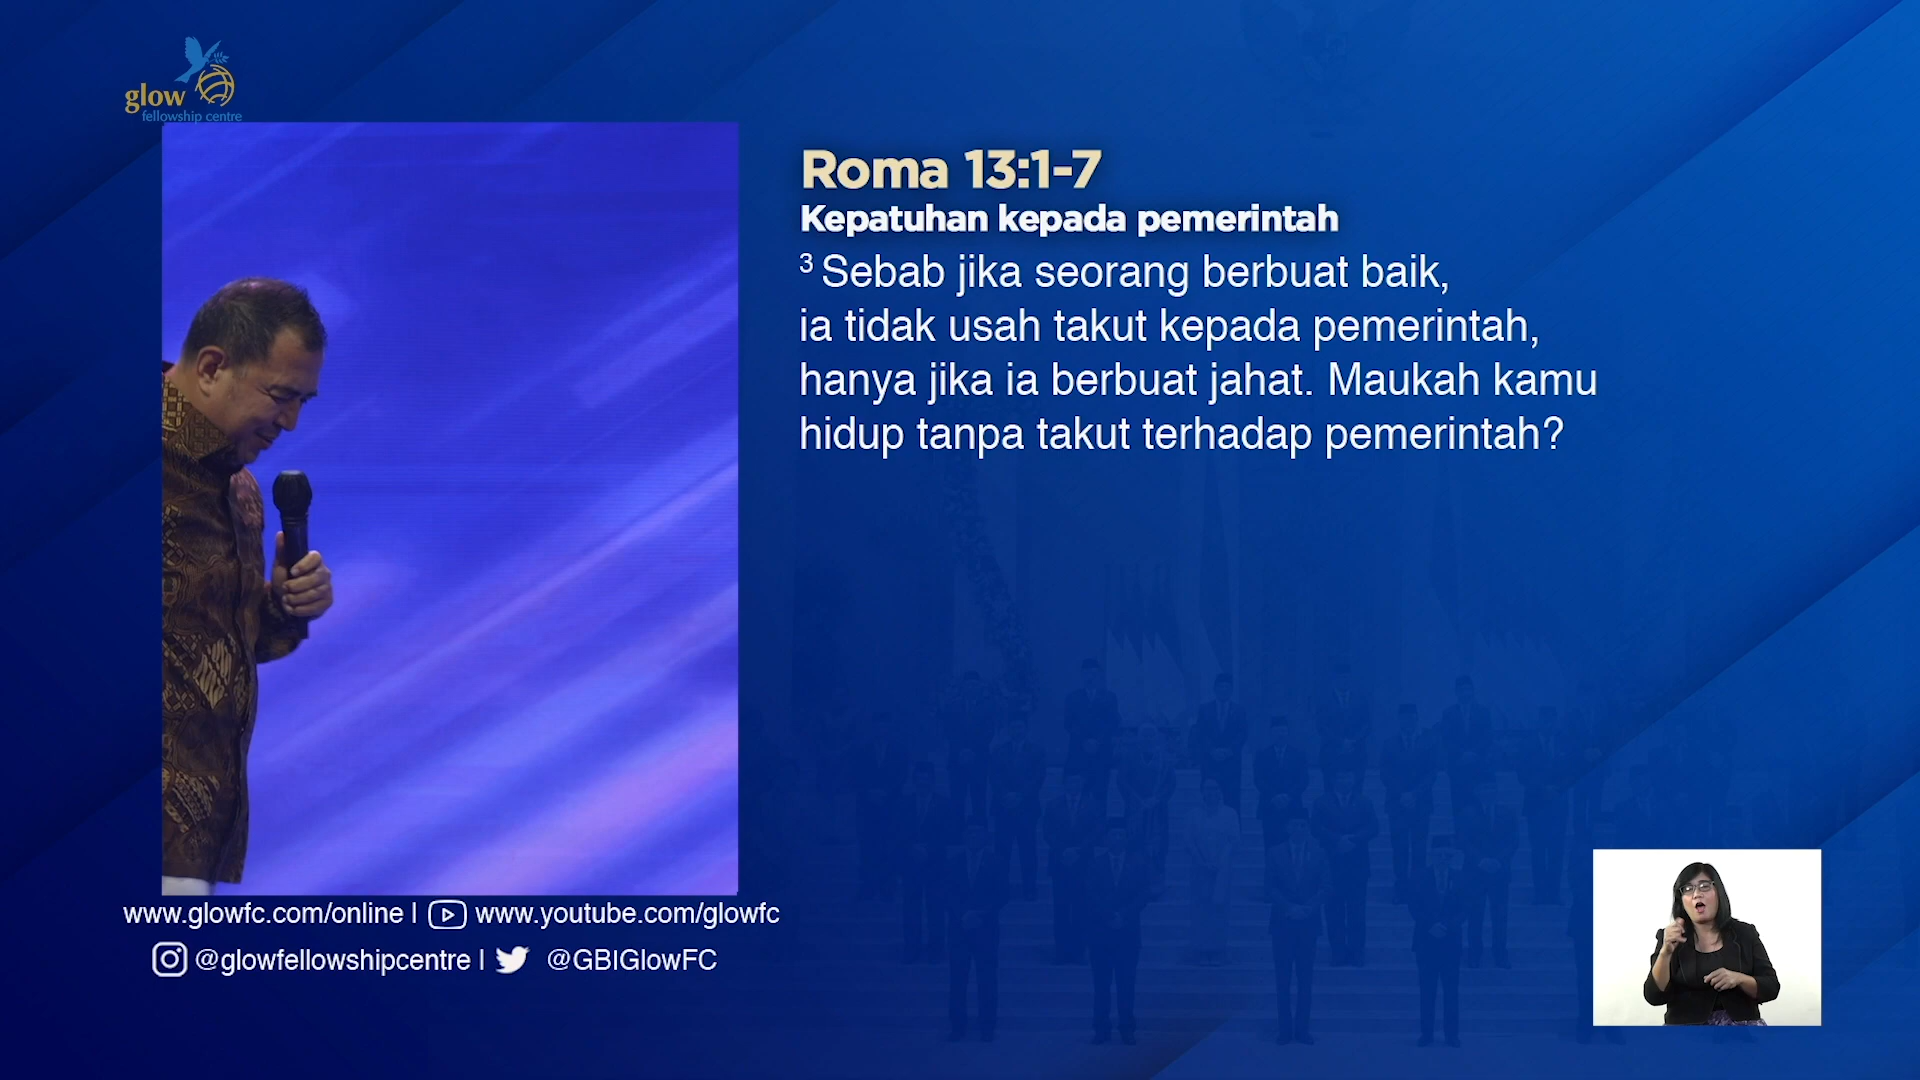 glow
fellowship centre
Roma 13:1-7
Kepatuhan kepada pemerintah
3 Sebab jika seorang berbuat baik,
ia tidak usah takut kepada pemerintah,
hanya jika ia berbuat jahat. Maukah kamu
hidup tanpa takut terhadap pemerintah?
www.glowfc.com/online | www.youtube.com/glowfc
@glowfellowshipcentre | @GBIGlowFC